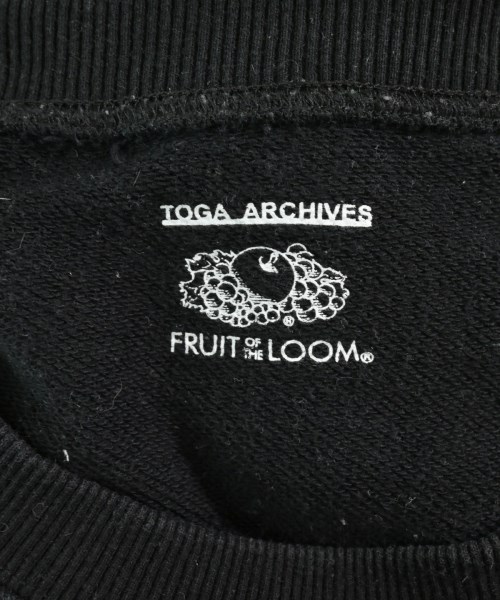 TOGA ARCHIVES
®
FRUIT OF THE LOOM®